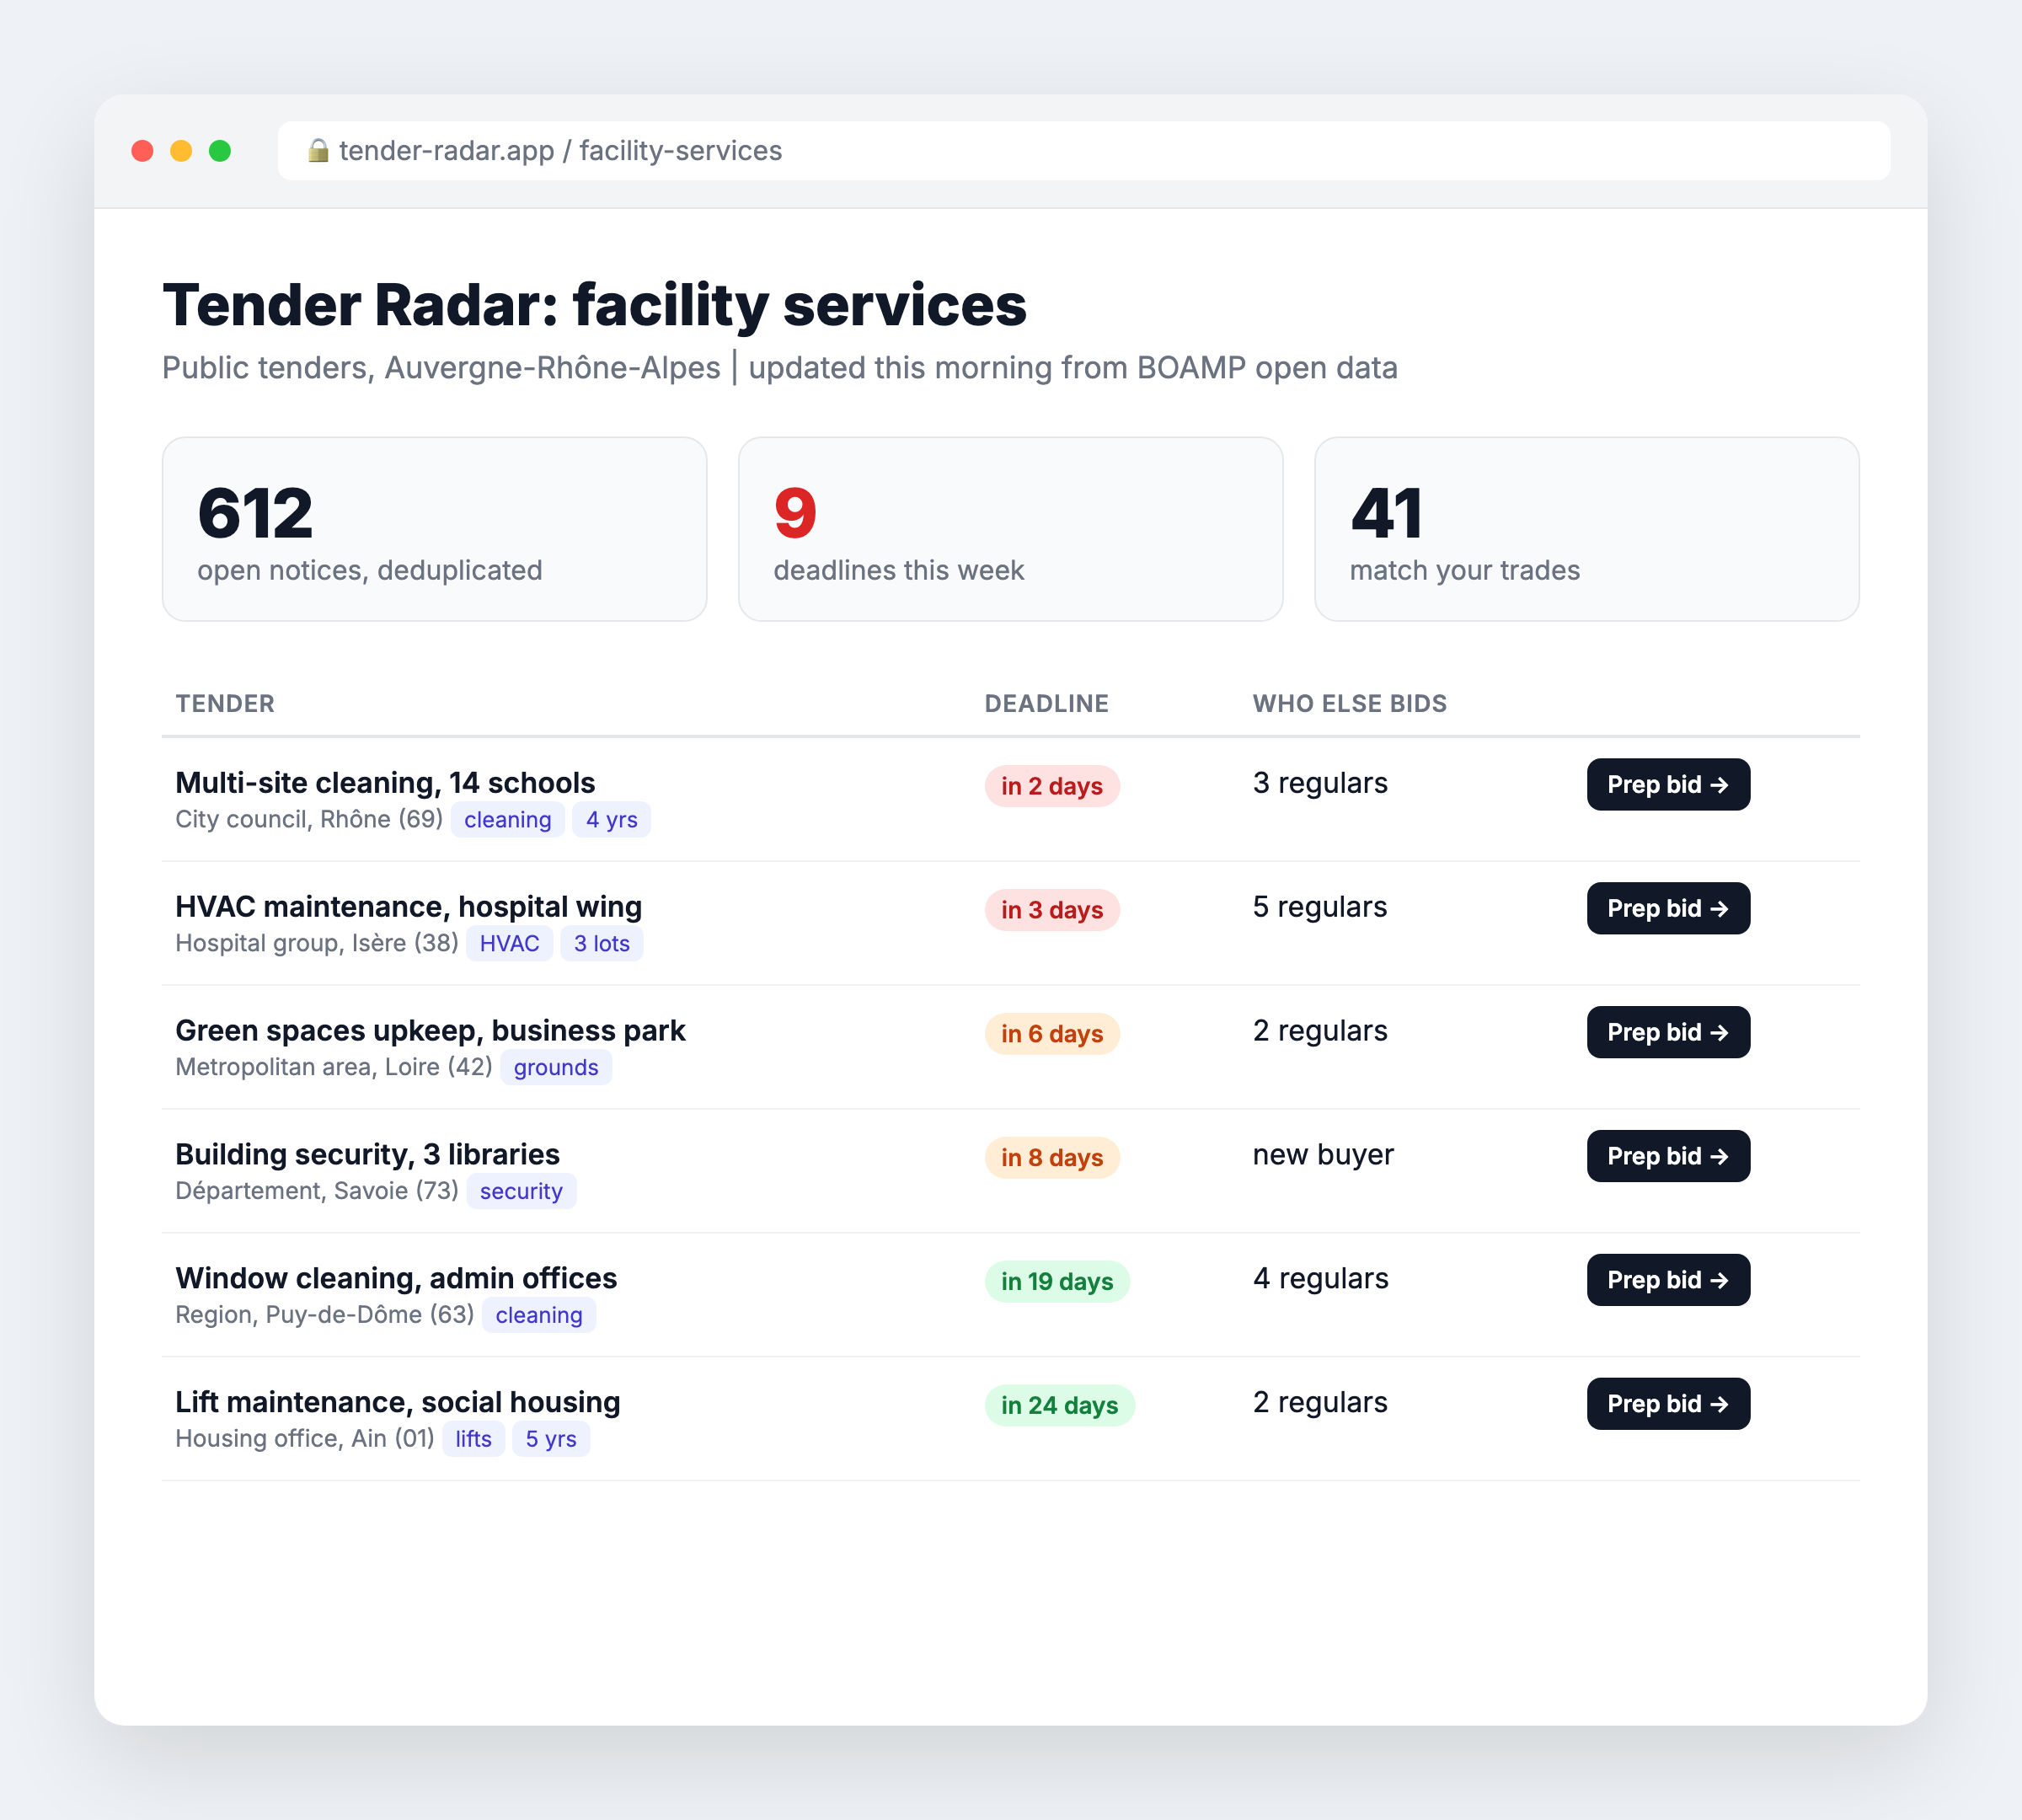 🔒 tender-radar.app / facility-services
Tender Radar: facility services
Public tenders, Auvergne-Rhône-Alpes | updated this morning from BOAMP open data
612
open notices, deduplicated
9
deadlines this week
41
match your trades
TENDER DEADLINE WHO ELSE BIDS
Multi-site cleaning, 14 schools in 2 days 3 regulars Prep bid →
City council, Rhône (69) cleaning 4 yrs
HVAC maintenance, hospital wing in 3 days 5 regulars Prep bid →
Hospital group, Isère (38) HVAC 3 lots
Green spaces upkeep, business park in 6 days 2 regulars Prep bid →
Metropolitan area, Loire (42) grounds
Building security, 3 libraries in 8 days new buyer Prep bid →
Département, Savoie (73) security
Window cleaning, admin offices in 19 days 4 regulars Prep bid →
Region, Puy-de-Dôme (63) cleaning
Lift maintenance, social housing in 24 days 2 regulars Prep bid →
Housing office, Ain (01) lifts 5 yrs